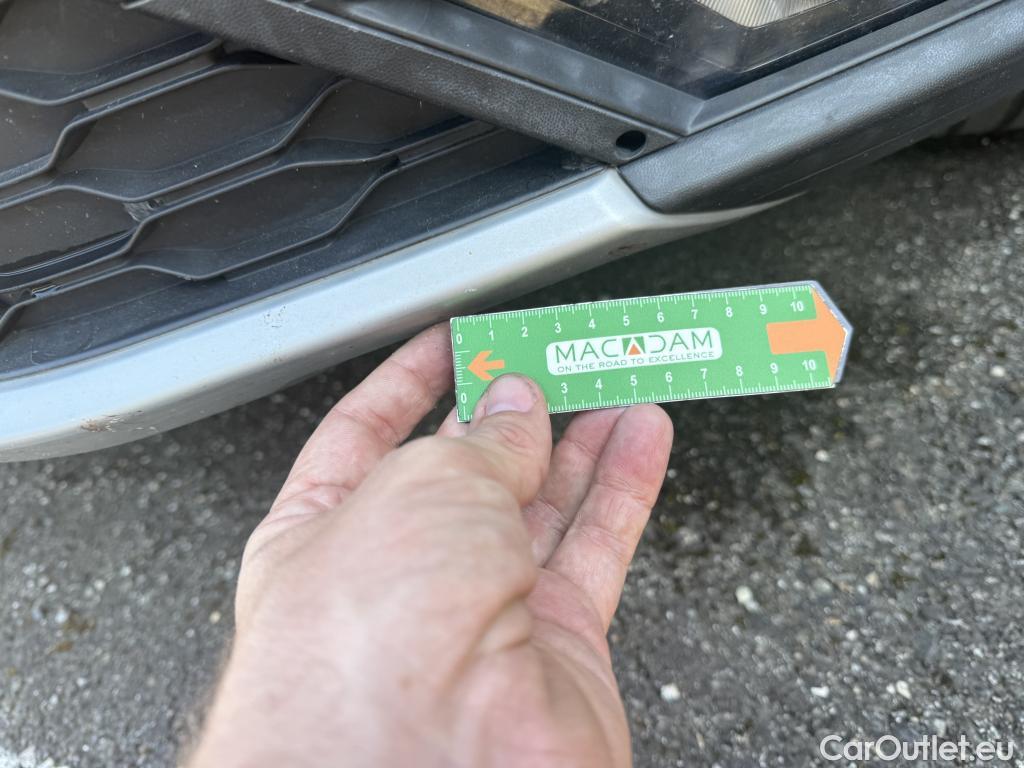 0 1 2 3 4 5 6 7 8 9 10
MACADAM
ON THE ROAD TO EXCELLENCE
0 3 4 5 6 7 8 9 10
CarOutlet.eu